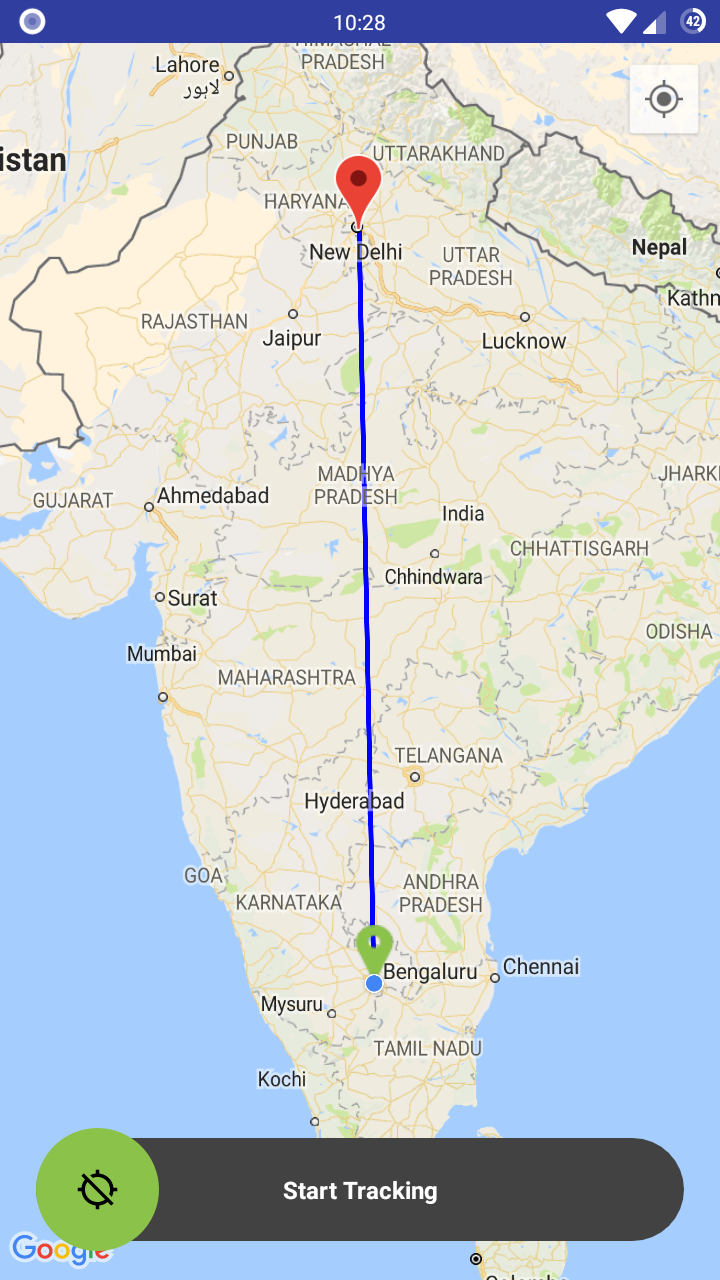 10:28
42
HIMACHAL
PRADESH
Lahore
لاہور
PUNJAB
UTTARAKHAND
istan
HARYANA
New Delhi
UTTAR
PRADESH
Nepal
Kathn
RAJASTHAN
Jaipur
Lucknow
MADHYA
PRADESH
JHARK
GUJARAT
Ahmedabad
India
CHHATTISGARH
Chhindwara
Surat
ODISHA
Mumbai
MAHARASHTRA
TELANGANA
Hyderabad
GOA
KARNATAKA
ANDHRA
PRADESH
Bengaluru
Chennai
Mysuru
TAMIL NADU
Kochi
Start Tracking
Google
Colombo